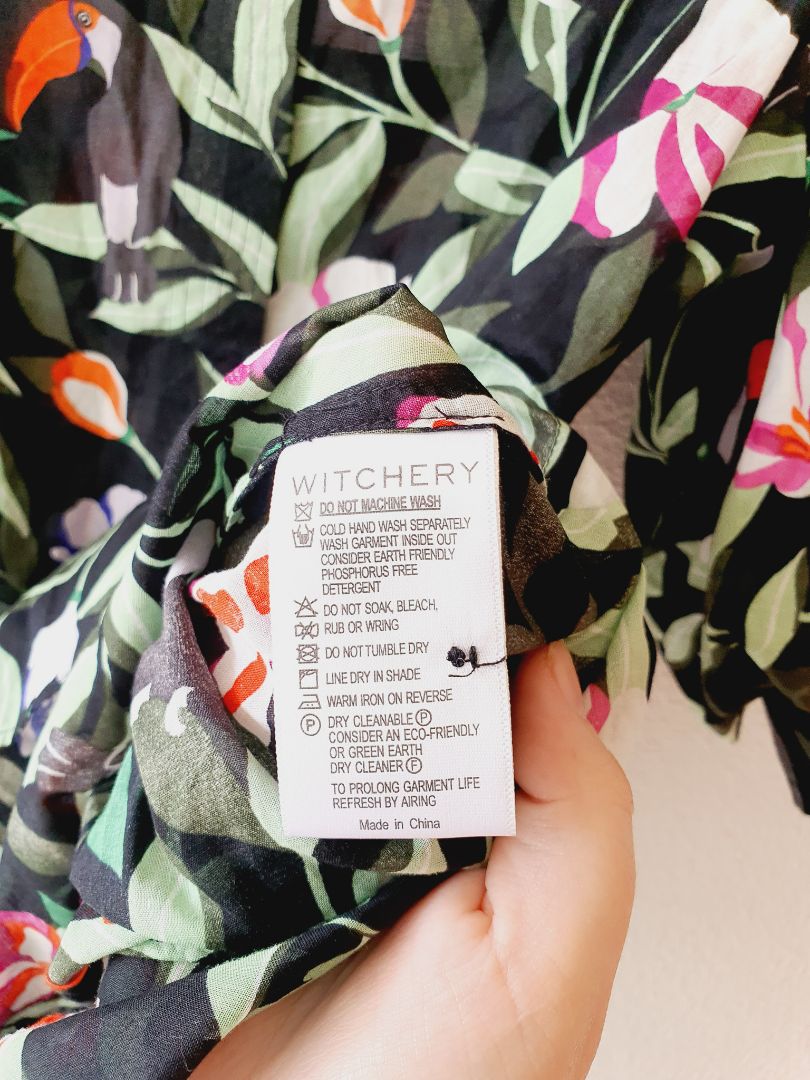 WITCHERY
DO NOT MACHINE WASH
COLD HAND WASH SEPARATELY
WASH GARMENT INSIDE OUT
CONSIDER EARTH FRIENDLY
PHOSPHORUS FREE
DETERGENT
DO NOT SOAK, BLEACH,
RUB OR WRING
DO NOT TUMBLE DRY
LINE DRY IN SHADE
WARM IRON ON REVERSE
P DRY CLEANABLE P
CONSIDER AN ECO-FRIENDLY
OR GREEN EARTH
DRY CLEANER F
TO PROLONG GARMENT LIFE
REFRESH BY AIRING
Made in China